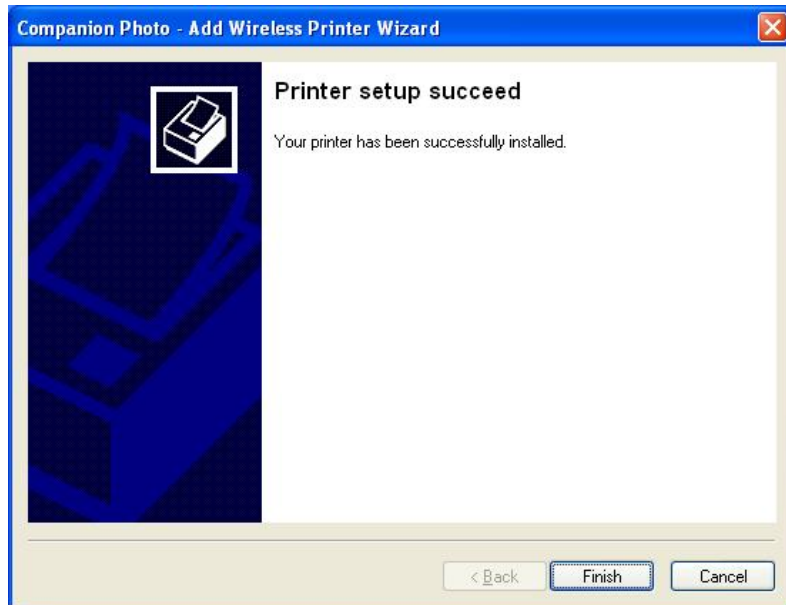 Companion Photo - Add Wireless Printer Wizard
Printer setup succeed
Your printer has been successfully installed.
< Back
Finish
Cancel